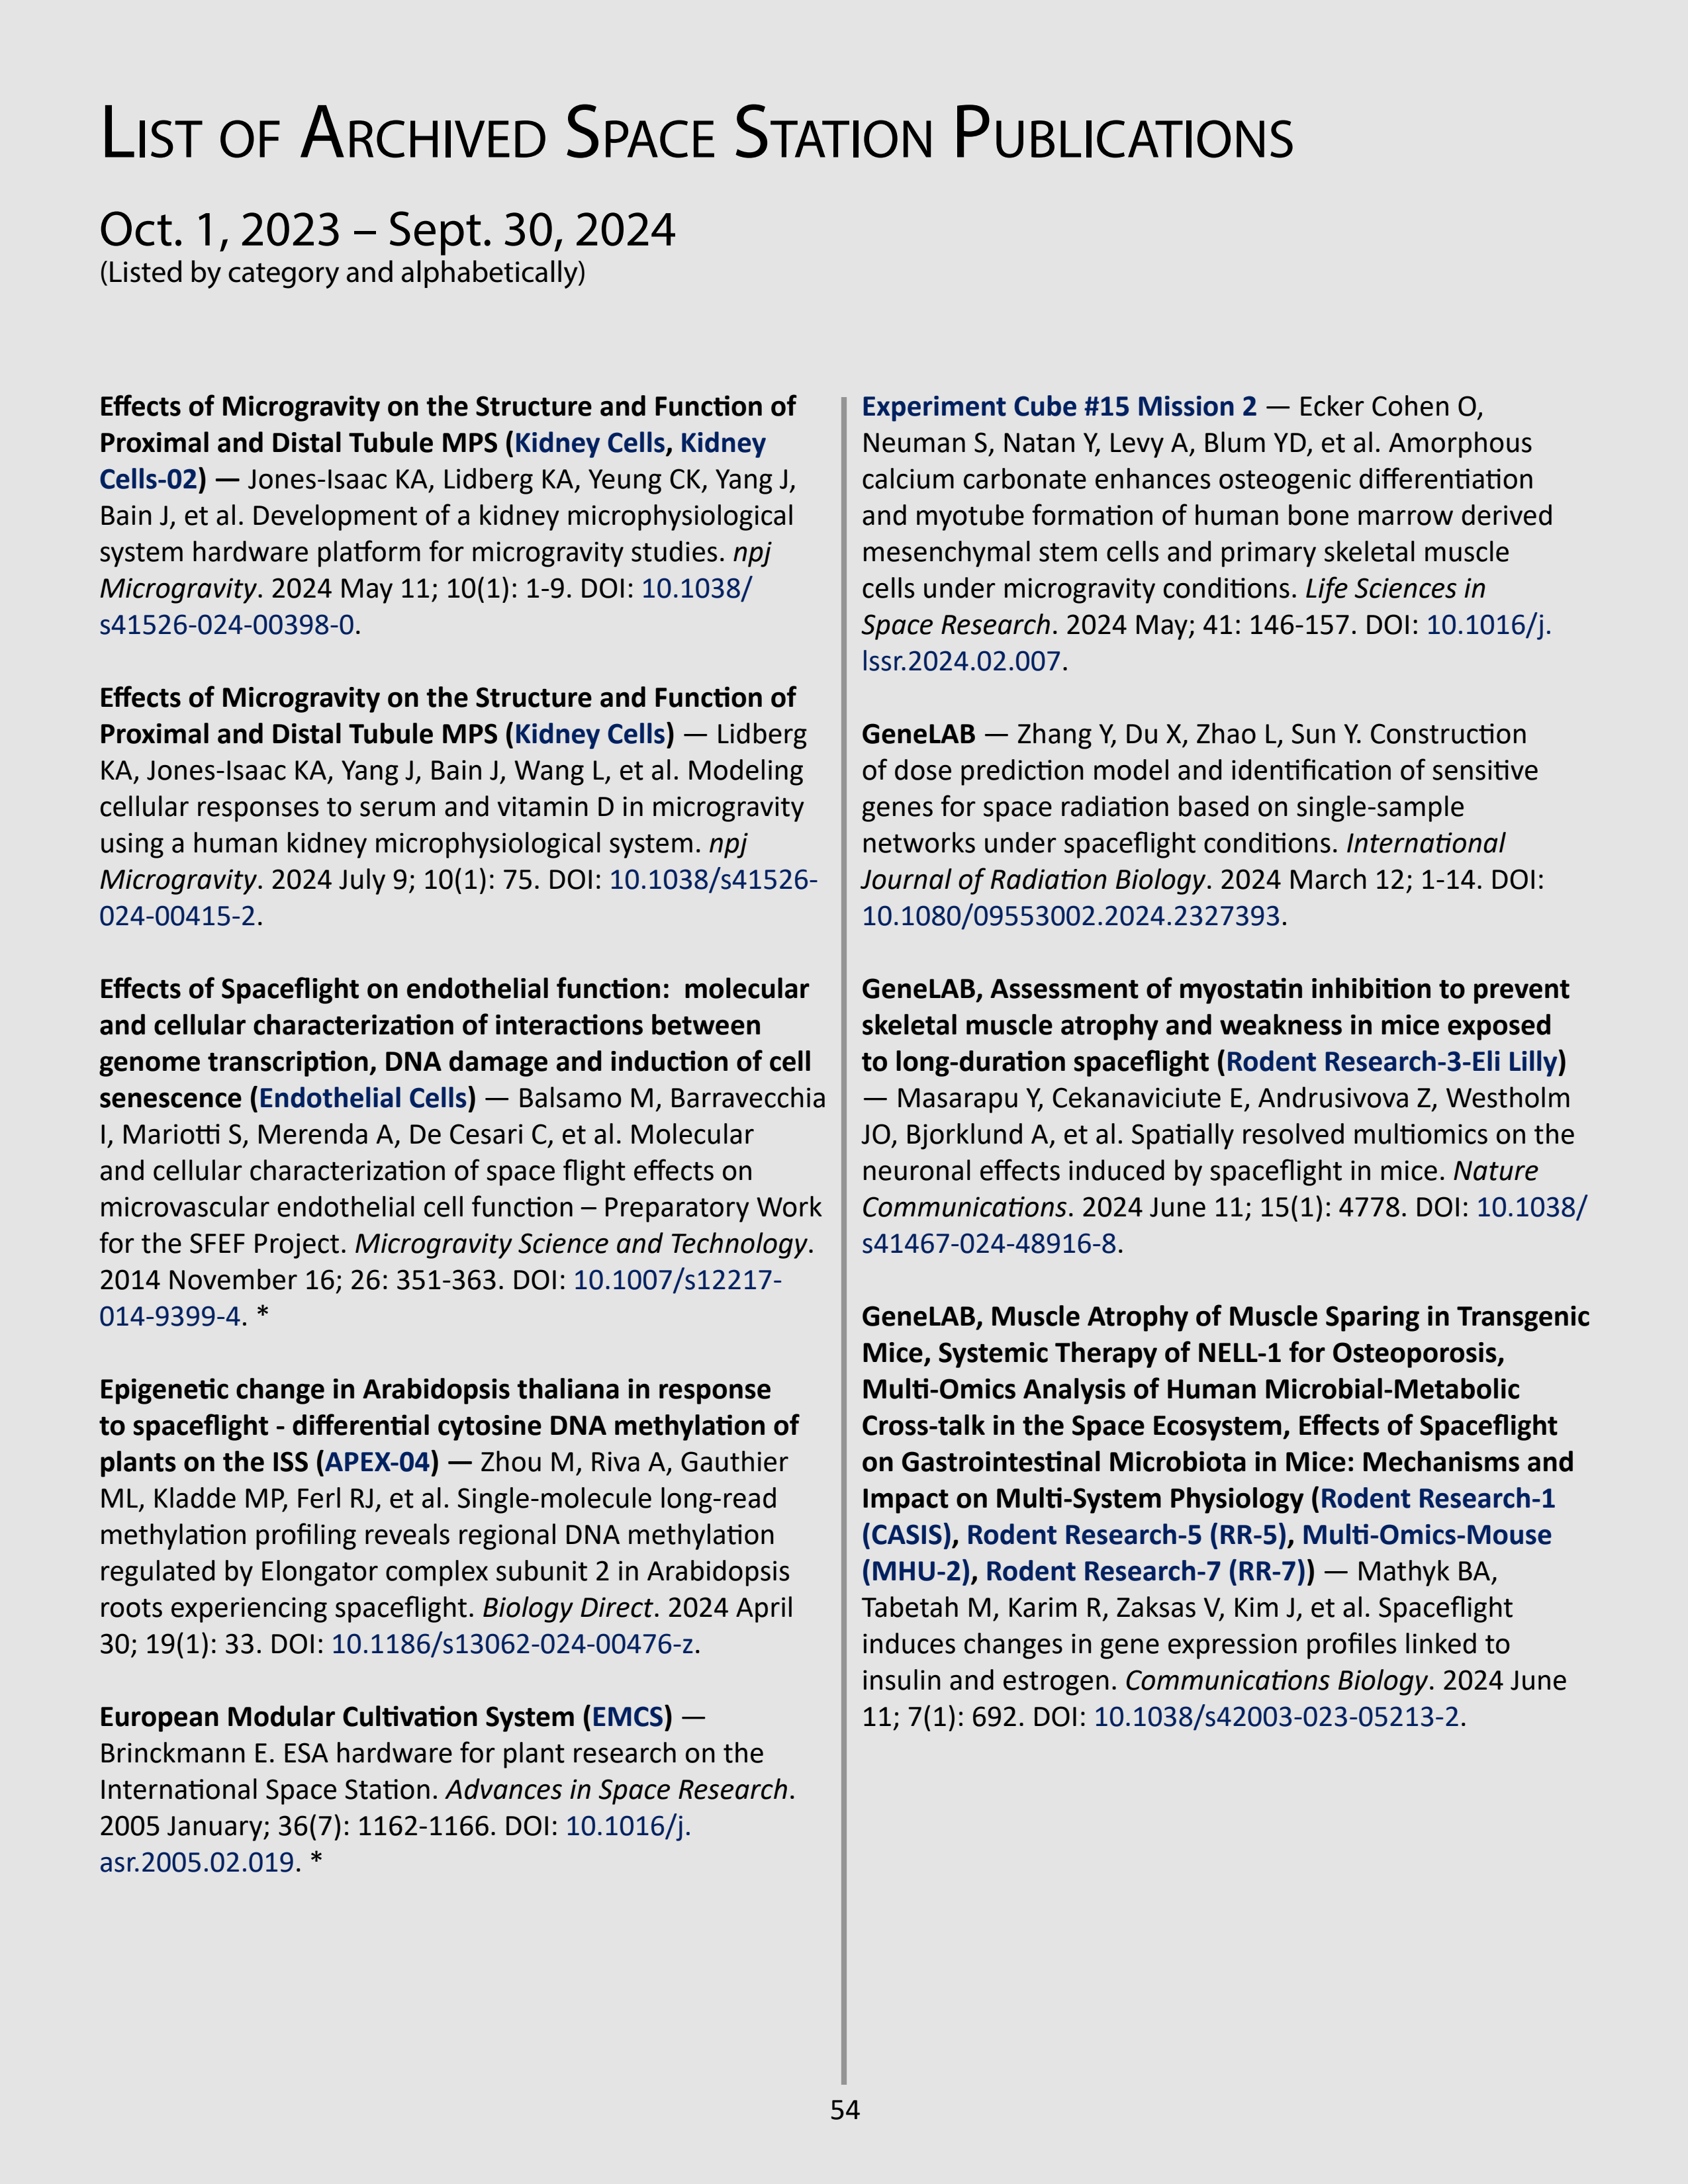 List of Archived Space Station Publications
Oct. 1, 2023 – Sept. 30, 2024
(Listed by category and alphabetically)
Effects of Microgravity on the Structure and Function of
Proximal and Distal Tubule MPS (Kidney Cells, Kidney
Cells-02) — Jones-Isaac KA, Lidberg KA, Yeung CK, Yang J,
Bain J, et al. Development of a kidney microphysiological
system hardware platform for microgravity studies. npj
Microgravity. 2024 May 11; 10(1): 1-9. DOI: 10.1038/
s41526-024-00398-0.
Effects of Microgravity on the Structure and Function of
Proximal and Distal Tubule MPS (Kidney Cells) — Lidberg
KA, Jones-Isaac KA, Yang J, Bain J, Wang L, et al. Modeling
cellular responses to serum and vitamin D in microgravity
using a human kidney microphysiological system. npj
Microgravity. 2024 July 9; 10(1): 75. DOI: 10.1038/s41526-
024-00415-2.
Effects of Spaceflight on endothelial function:  molecular
and cellular characterization of interactions between
genome transcription, DNA damage and induction of cell
senescence (Endothelial Cells) — Balsamo M, Barravecchia
I, Mariotti S, Merenda A, De Cesari C, et al. Molecular
and cellular characterization of space flight effects on
microvascular endothelial cell function – Preparatory Work
for the SFEF Project. Microgravity Science and Technology.
2014 November 16; 26: 351-363. DOI: 10.1007/s12217-
014-9399-4. *
Epigenetic change in Arabidopsis thaliana in response
to spaceflight - differential cytosine DNA methylation of
plants on the ISS (APEX-04) — Zhou M, Riva A, Gauthier
ML, Kladde MP, Ferl RJ, et al. Single-molecule long-read
methylation profiling reveals regional DNA methylation
regulated by Elongator complex subunit 2 in Arabidopsis
roots experiencing spaceflight. Biology Direct. 2024 April
30; 19(1): 33. DOI: 10.1186/s13062-024-00476-z.
European Modular Cultivation System (EMCS) —
Brinckmann E. ESA hardware for plant research on the
International Space Station. Advances in Space Research.
2005 January; 36(7): 1162-1166. DOI: 10.1016/j.
asr.2005.02.019. *
Experiment Cube #15 Mission 2 — Ecker Cohen O,
Neuman S, Natan Y, Levy A, Blum YD, et al. Amorphous
calcium carbonate enhances osteogenic differentiation
and myotube formation of human bone marrow derived
mesenchymal stem cells and primary skeletal muscle
cells under microgravity conditions. Life Sciences in
Space Research. 2024 May; 41: 146-157. DOI: 10.1016/j.
lssr.2024.02.007.
GeneLAB — Zhang Y, Du X, Zhao L, Sun Y. Construction
of dose prediction model and identification of sensitive
genes for space radiation based on single-sample
networks under spaceflight conditions. International
Journal of Radiation Biology. 2024 March 12; 1-14. DOI:
10.1080/09553002.2024.2327393.
GeneLAB, Assessment of myostatin inhibition to prevent
skeletal muscle atrophy and weakness in mice exposed
to long-duration spaceflight (Rodent Research-3-Eli Lilly)
— Masarapu Y, Cekanaviciute E, Andrusivova Z, Westholm
JO, Bjorklund A, et al. Spatially resolved multiomics on the
neuronal effects induced by spaceflight in mice. Nature
Communications. 2024 June 11; 15(1): 4778. DOI: 10.1038/
s41467-024-48916-8.
GeneLAB, Muscle Atrophy of Muscle Sparing in Transgenic
Mice, Systemic Therapy of NELL-1 for Osteoporosis,
Multi-Omics Analysis of Human Microbial-Metabolic
Cross-talk in the Space Ecosystem, Effects of Spaceflight
on Gastrointestinal Microbiota in Mice: Mechanisms and
Impact on Multi-System Physiology (Rodent Research-1
(CASIS), Rodent Research-5 (RR-5), Multi-Omics-Mouse
(MHU-2), Rodent Research-7 (RR-7)) — Mathyk BA,
Tabetah M, Karim R, Zaksas V, Kim J, et al. Spaceflight
induces changes in gene expression profiles linked to
insulin and estrogen. Communications Biology. 2024 June
11; 7(1): 692. DOI: 10.1038/s42003-023-05213-2.
54